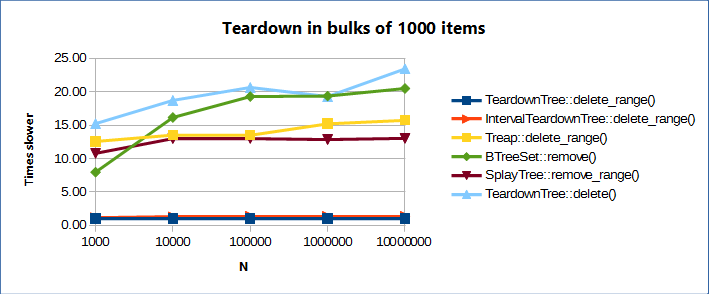 Teardown in bulks of 1000 items
25.00
20.00
15.00
10.00
5.00
0.00
Times slower
1000 10000 100000 1000000 10000000
N
TeardownTree::delete_range()
IntervalTeardownTree::delete_range()
Treap::delete_range()
BTreeSet::remove()
SplayTree::remove_range()
TeardownTree::delete()